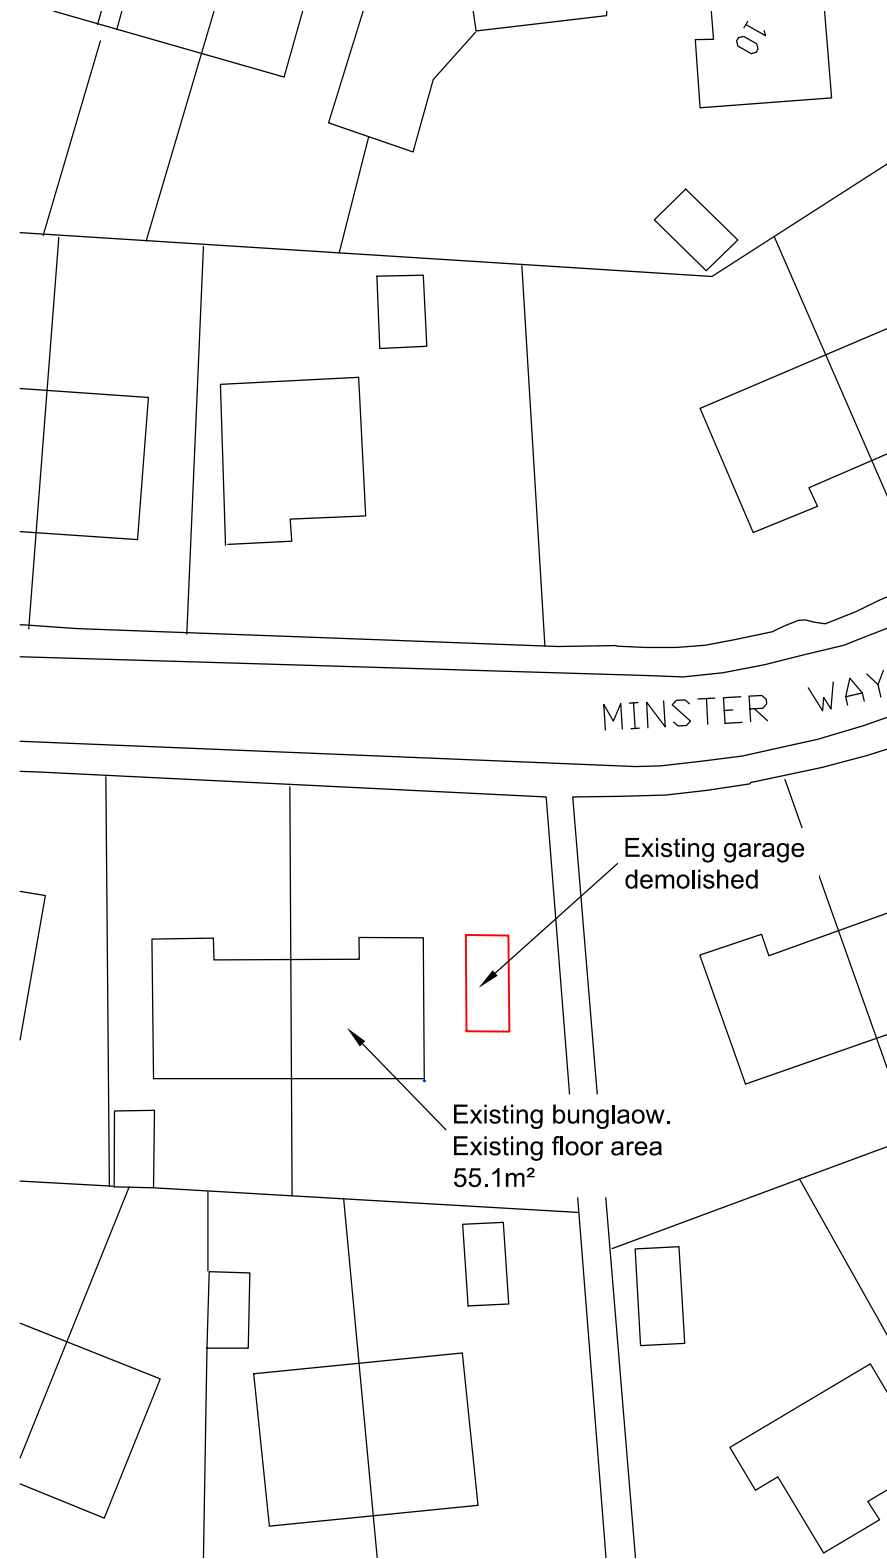 10
MINSTER WAY
Existing garage
demolished
Existing bunglaow.
Existing floor area
55.1m²